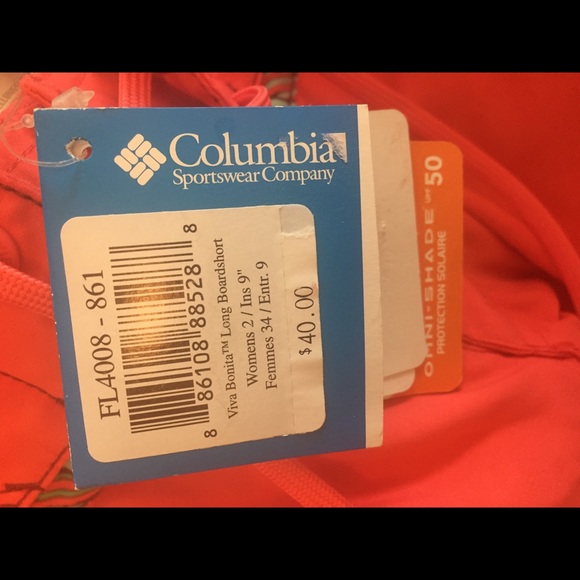 Columbia
Sportswear Company
FL4008 - 861
8 86108 88528 8
Viva Bonita™ Long Boardshort
Womens 2 / Ins 9"
Femmes 34 / Entr. 9
$40.00
OMNI-SHADE UPF 50
PROTECTION SOLAIRE